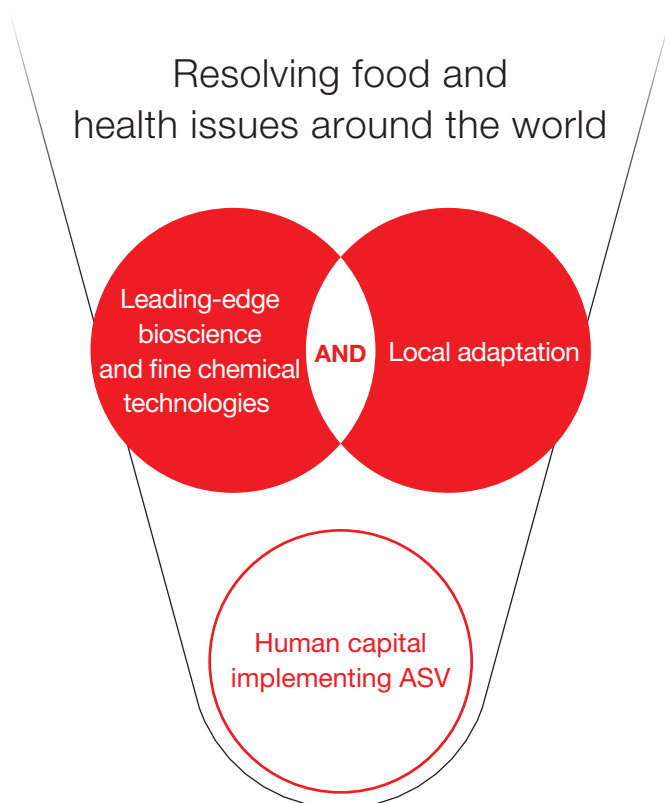 Resolving food and
health issues around the world
Leading-edge
bioscience
and fine chemical
technologies
AND
Local adaptation
Human capital
implementing ASV